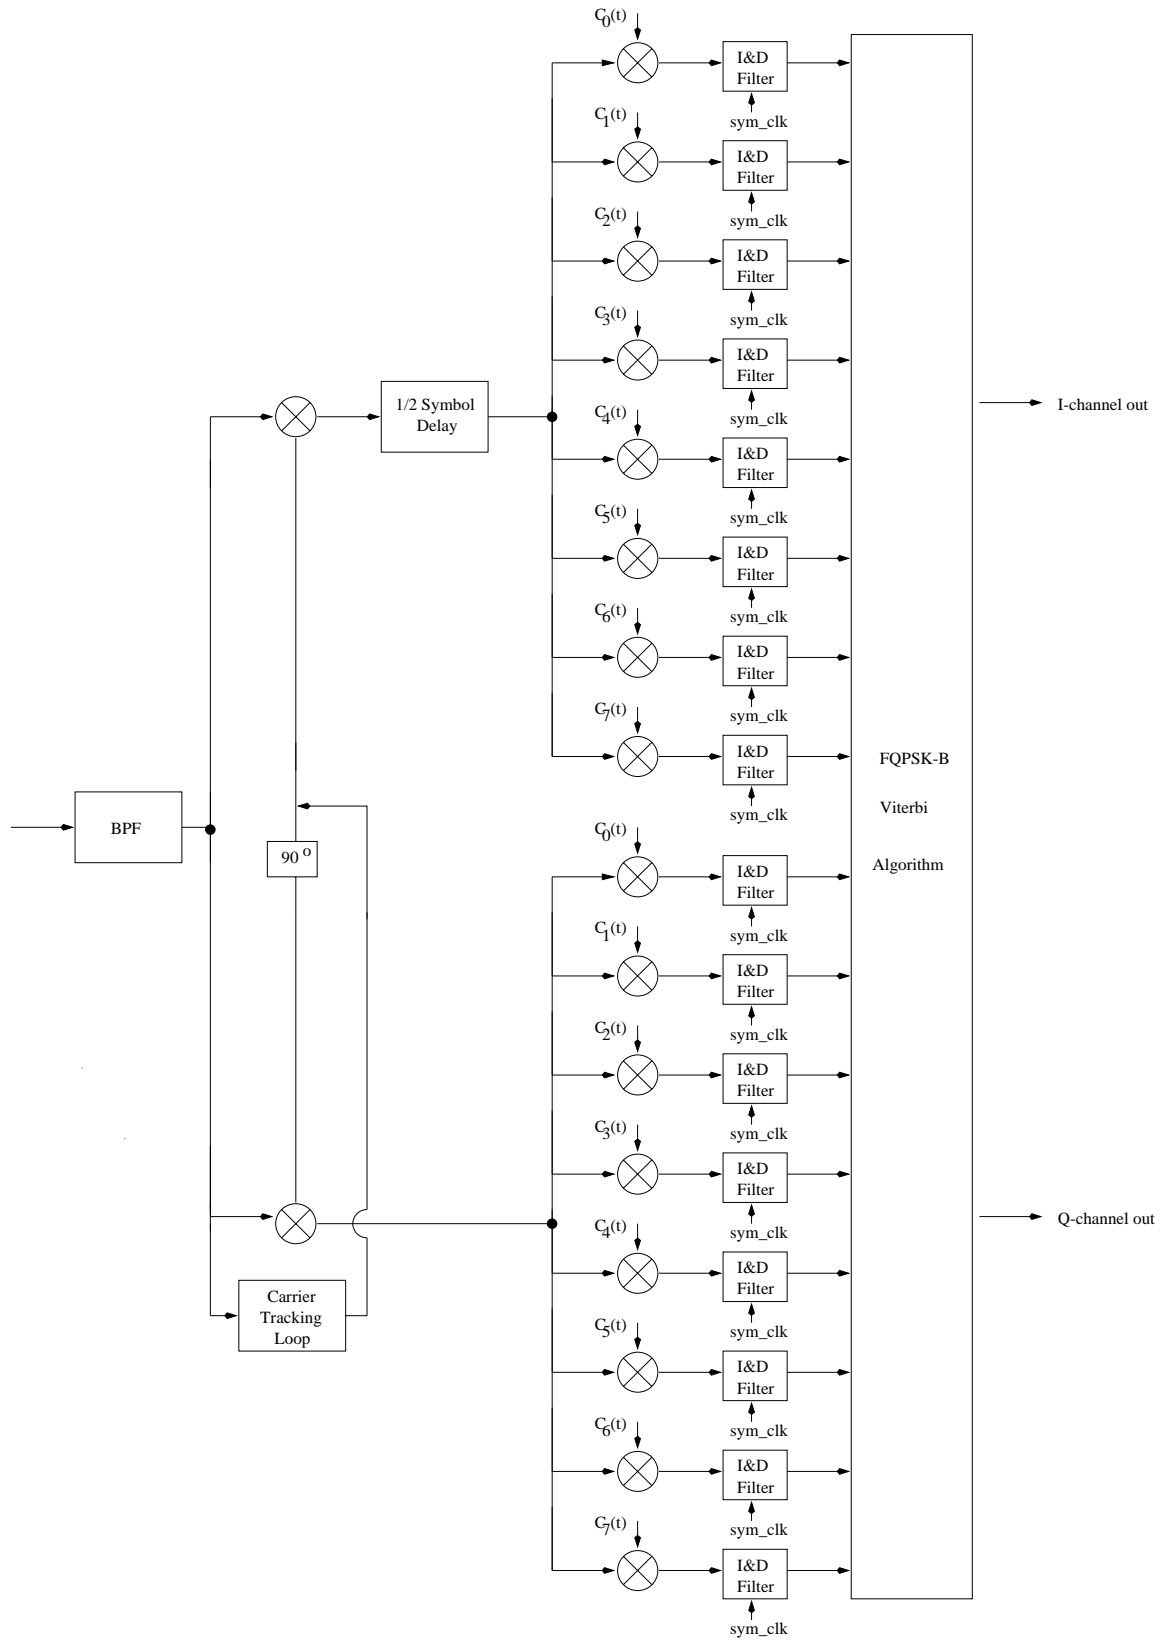 C0(t)
I&D
Filter
sym_clk
C1(t)
I&D
Filter
sym_clk
C2(t)
I&D
Filter
sym_clk
C3(t)
I&D
Filter
sym_clk
1/2 Symbol
Delay
I-channel out
C4(t)
I&D
Filter
sym_clk
C5(t)
I&D
Filter
sym_clk
C6(t)
I&D
Filter
sym_clk
C7(t)
I&D
Filter
sym_clk
FQPSK-B
Viterbi
Algorithm
BPF
90 o
C0(t)
I&D
Filter
sym_clk
C1(t)
I&D
Filter
sym_clk
C2(t)
I&D
Filter
sym_clk
C3(t)
I&D
Filter
sym_clk
Q-channel out
C4(t)
I&D
Filter
sym_clk
Carrier
Tracking
Loop
C5(t)
I&D
Filter
sym_clk
C6(t)
I&D
Filter
sym_clk
C7(t)
I&D
Filter
sym_clk